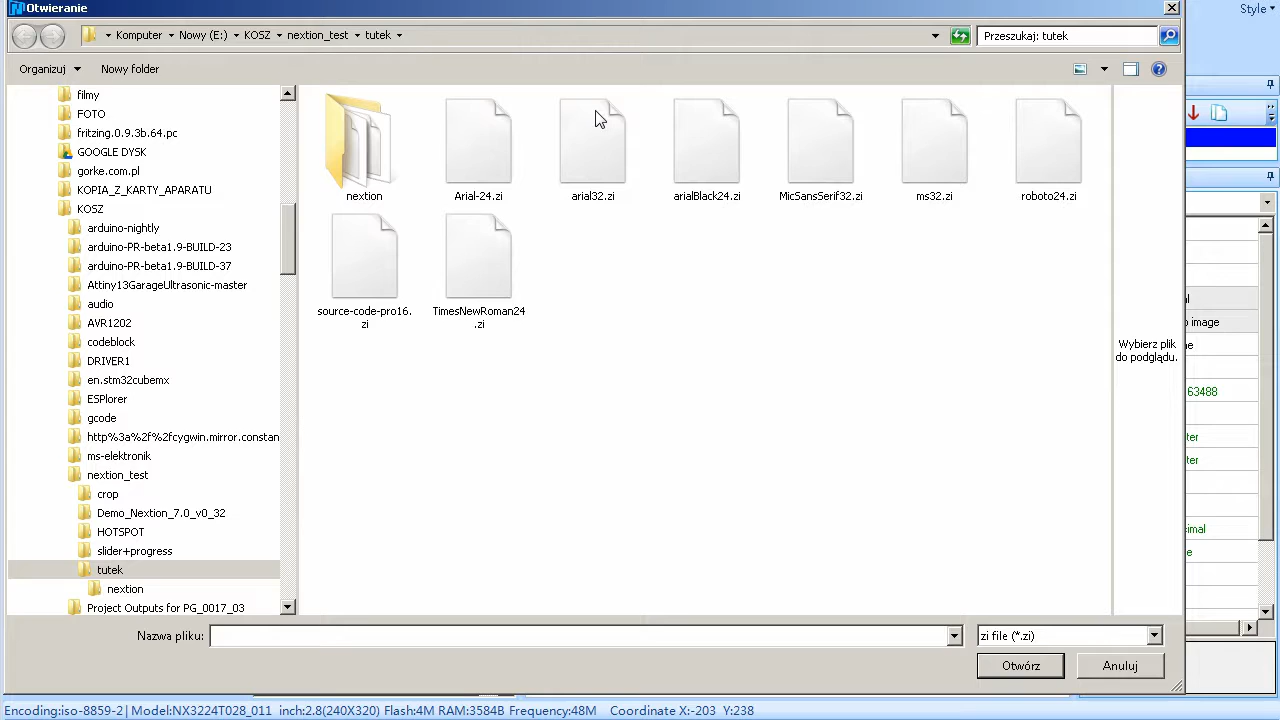 Otwieranie
Style
Komputer Nowy (E:) KOSZ nextion_test tutek
Przeszukaj: tutek
Organizuj Nowy folder
filmy
FOTO
fritzing.0.9.3b.64.pc
GOOGLE DYSK
gorke.com.pl
KOPIA_Z_KARTY_APARATU
KOSZ
arduino-nightly
arduino-PR-beta1.9-BUILD-23
arduino-PR-beta1.9-BUILD-37
Attiny13GarageUltrasonic-master
audio
AVR1202
codeblock
DRIVER1
en.stm32cubemx
ESPlorer
gcode
http%3a%2f%2fcygwin.mirror.constan
ms-elektronik
nextion_test
crop
Demo_Nextion_7.0_v0_32
HOTSPOT
slider+progress
tutek
nextion
Project Outputs for PG_0017_03
nextion
Arial-24.zi
arial32.zi
arialBlack24.zi
MicSansSerif32.zi
ms32.zi
roboto24.zi
source-code-pro16.
zi
TimesNewRoman24
.zi
Wybierz plik
do podglądu.
image
63488
Nazwa pliku:
zi file (*.zi)
Otwórz
Anuluj
Encoding:iso-8859-2| Model:NX3224T028_011 inch:2.8(240X320) Flash:4M RAM:3584B Frequency:48M Coordinate X:-203 Y:238